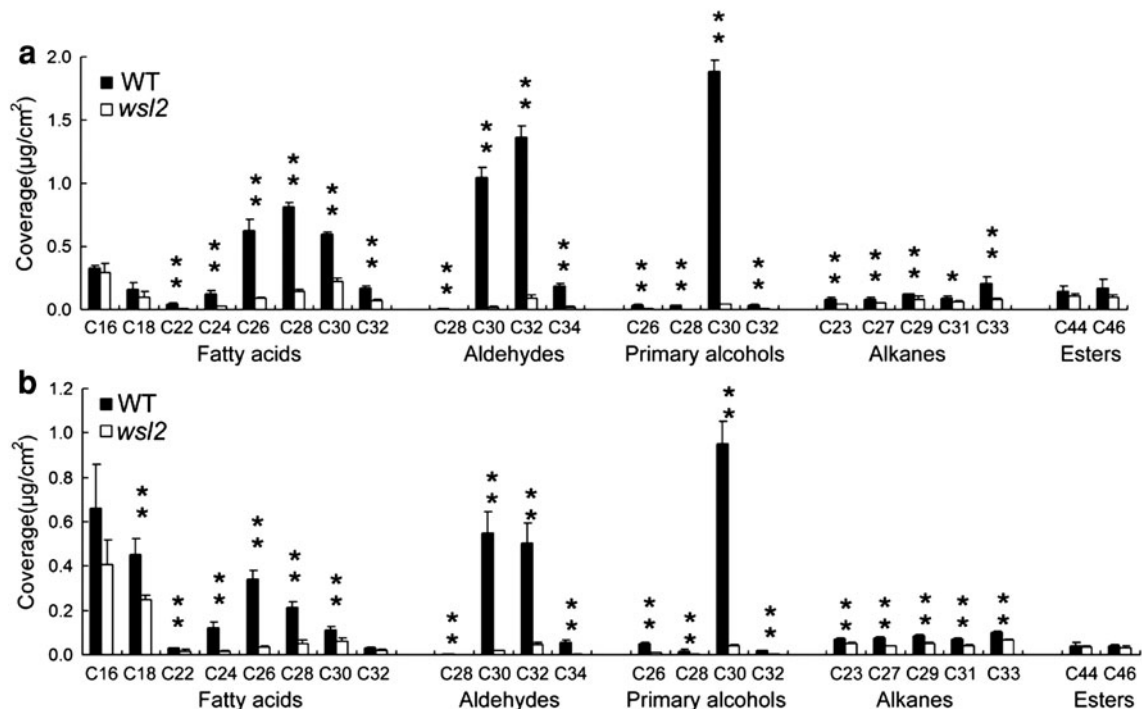 a
2.0
WT
wsl2
1.5
1.0
0.5
0.0
Coverage(µg/cm²)
* * * * * * * * * * * * * * * * * * * * * * * * * * * * * * * * * * * * *
C16 C18 C22 C24 C26 C28 C30 C32 C28 C30 C32 C34 C26 C28 C30 C32 C23 C27 C29 C31 C33 C44 C46
Fatty acids Aldehydes Primary alcohols Alkanes Esters
b
1.2
WT
wsl2
1.0
0.8
0.6
0.4
0.2
0.0
Coverage(µg/cm²)
* * * * * * * * * * * * * * * * * * * * * * * * * * * * * * * * * * * * * *
C16 C18 C22 C24 C26 C28 C30 C32 C28 C30 C32 C34 C26 C28 C30 C32 C23 C27 C29 C31 C33 C44 C46
Fatty acids Aldehydes Primary alcohols Alkanes Esters